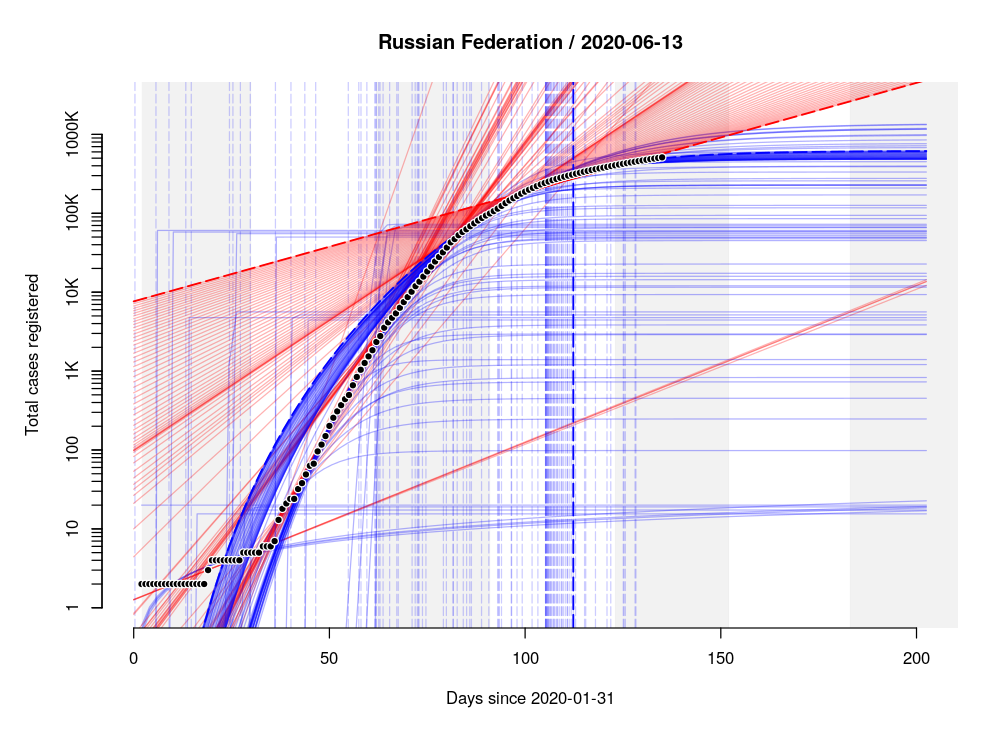 Russian Federation / 2020-06-13
Total cases registered
1000K
100K
10K
1K
100
10
1
0 50 100 150 200
Days since 2020-01-31